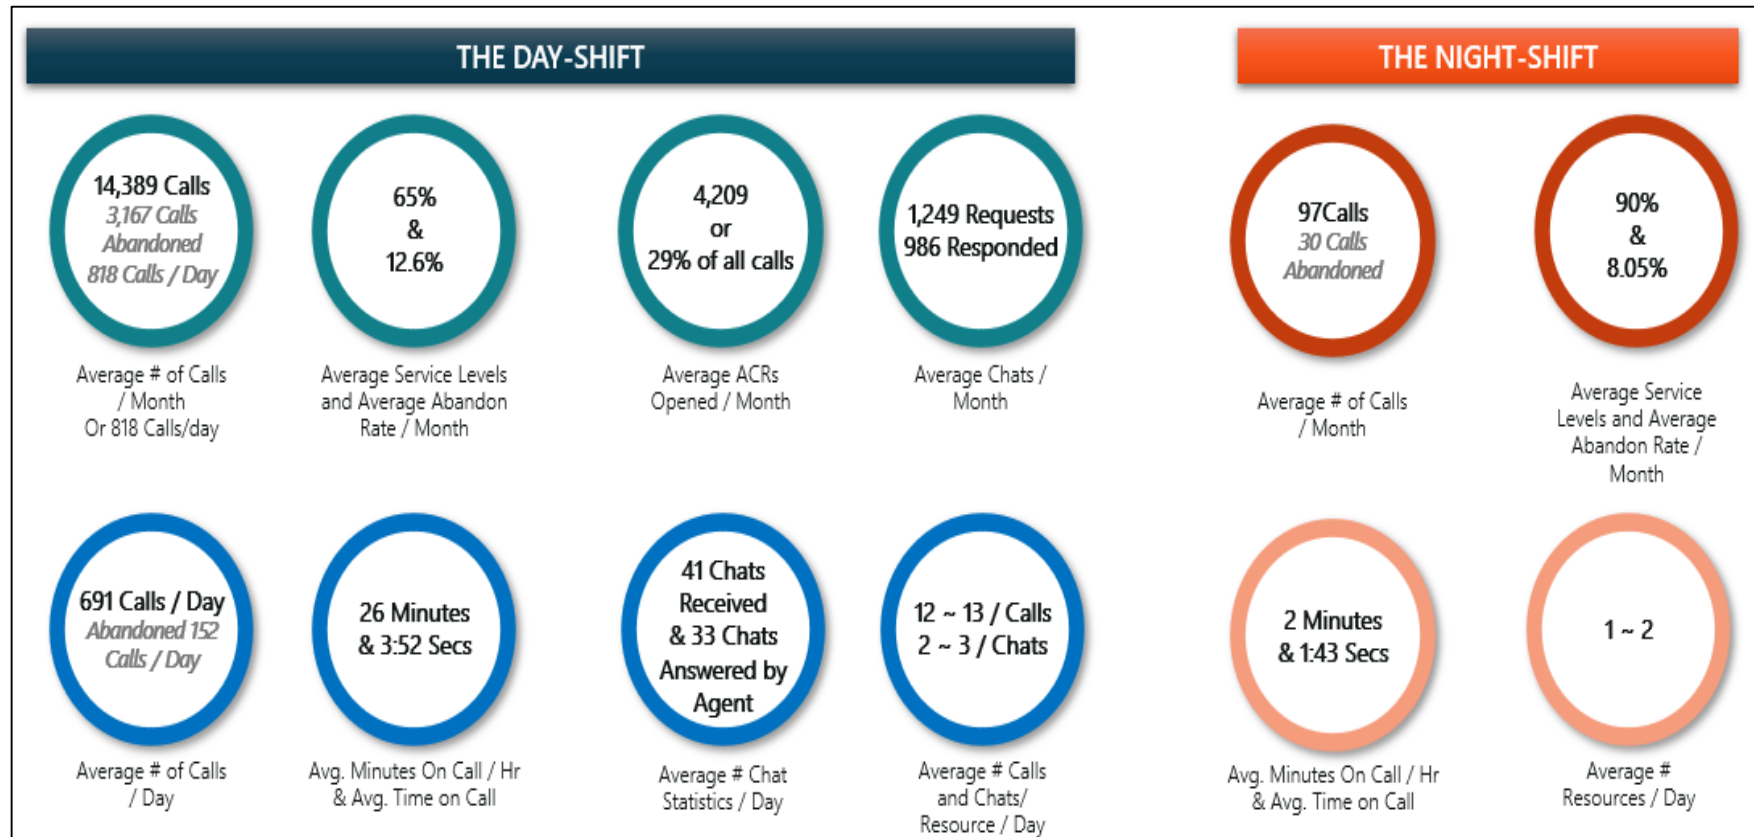 THE DAY-SHIFT
14,389 Calls
3,167 Calls
Abandoned
818 Calls / Day
Average # of Calls
/ Month
Or 818 Calls/day
65%
&
12.6%
Average Service Levels
and Average Abandon
Rate / Month
4,209
or
29% of all calls
Average ACRs
Opened / Month
1,249 Requests
986 Responded
Average Chats /
Month
691 Calls / Day
Abandoned 152
Calls / Day
Average # of Calls
/ Day
26 Minutes
& 3:52 Secs
Avg. Minutes On Call / Hr
& Avg. Time on Call
41 Chats
Received
& 33 Chats
Answered by
Agent
Average # Chat
Statistics / Day
12 ~ 13 / Calls
2 ~ 3 / Chats
Average # Calls
and Chats/
Resource / Day
THE NIGHT-SHIFT
97Calls
30 Calls
Abandoned
Average # of Calls
/ Month
90%
&
8.05%
Average Service
Levels and Average
Abandon Rate /
Month
2 Minutes
& 1:43 Secs
Avg. Minutes On Call / Hr
& Avg. Time on Call
1 ~ 2
Average #
Resources / Day